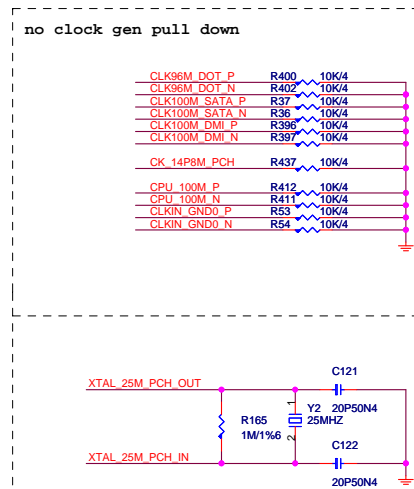 no clock gen pull down
CLK96M_DOT_P R400 10K/4
CLK96M_DOT_N R402 10K/4
CLK100M_SATA_P R37 10K/4
CLK100M_SATA_N R36 10K/4
CLK100M_DMI_P R396 10K/4
CLK100M_DMI_N R397 10K/4
CK_14P8M_PCH R437 10K/4
CPU_100M_P R412 10K/4
CPU_100M_N R411 10K/4
CLKIN_GND0_P R53 10K/4
CLKIN_GND0_N R54 10K/4
C121
XTAL_25M_PCH_OUT
1 20P50N4
R165 Y2
1M/1%6 25MHZ
2 C122
XTAL_25M_PCH_IN
20P50N4